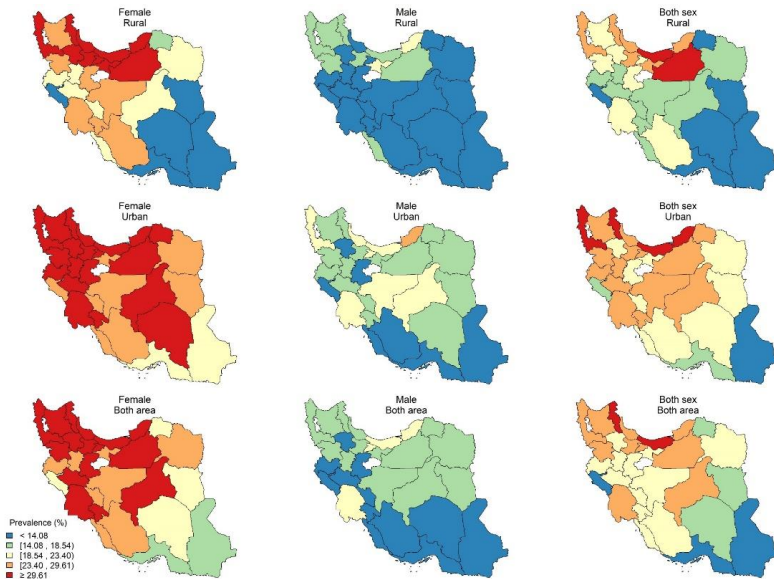 Female
Rural
Male
Rural
Both sex
Rural
Female
Urban
Male
Urban
Both sex
Urban
Female
Both area
Male
Both area
Both sex
Both area
Prevalence (%)
< 14.08
[14.08 , 18.54)
[18.54 , 23.40)
[23.40 , 29.61)
≥ 29.61